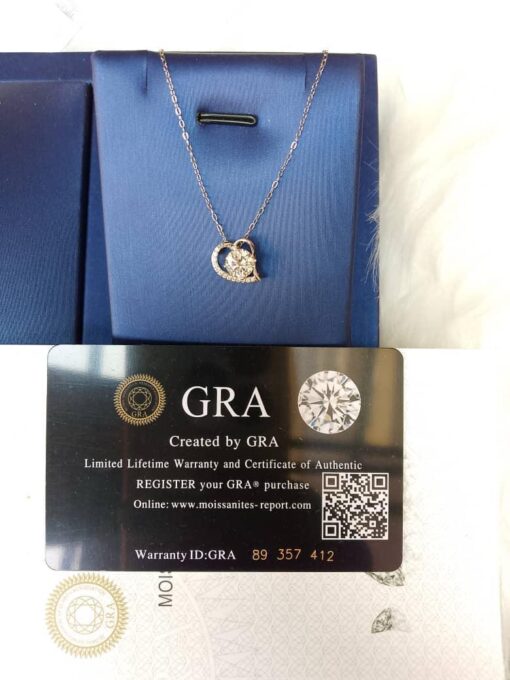 GRA
GRA
Created by GRA
Limited Lifetime Warranty and Certificate of Authentic
REGISTER your GRA® purchase
Online: www.moissanites-report.com
Warranty ID:GRA 89 357 412
MOIS
GRA